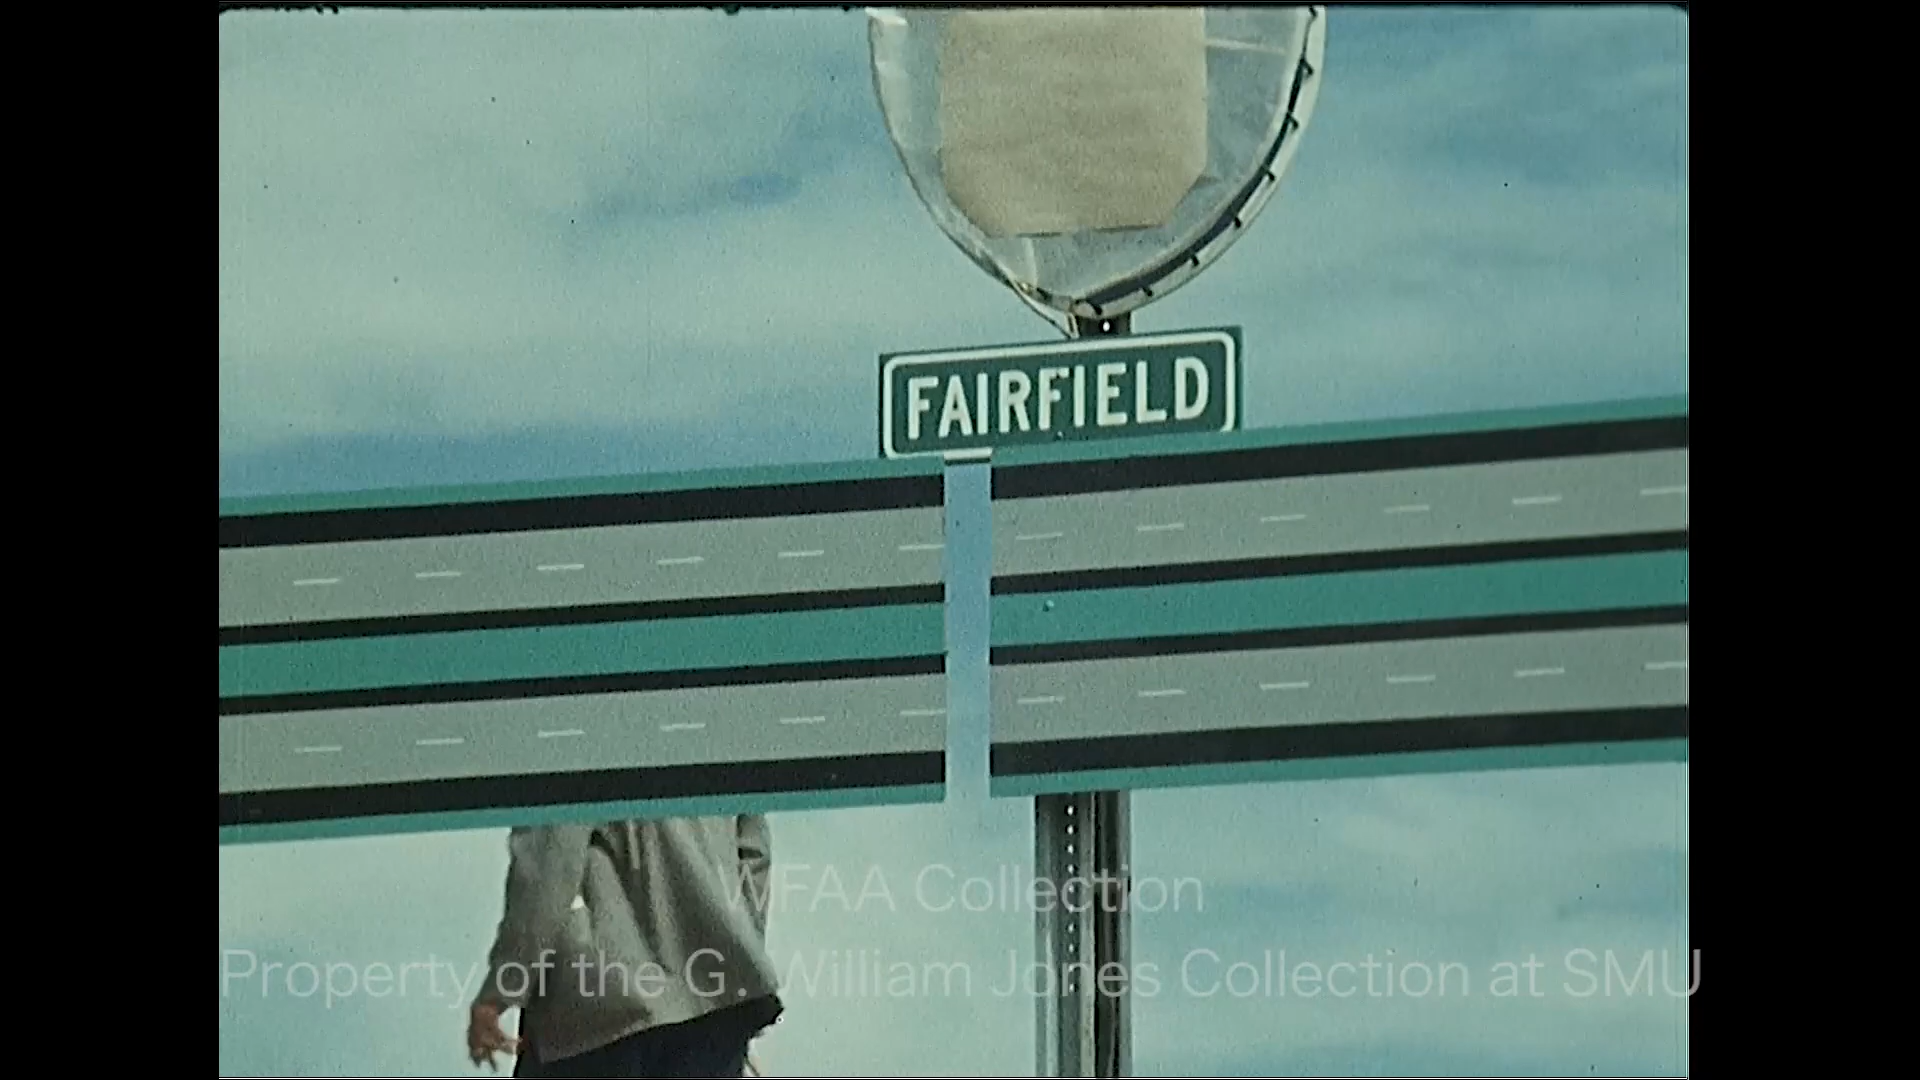 FAIRFIELD
WFAA Collection
Property of the G. William Jones Collection at SMU